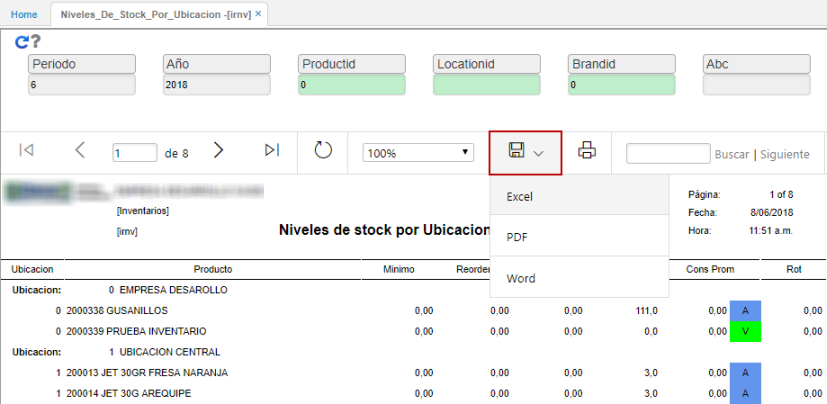 Home Niveles_De_Stock_Por_Ubicacion -[irnv] ×
?
Periodo Año Productid Locationid Brandid Abc
6 2018 0 0
1 de 8 100% Buscar | Siguiente
Excel
PDF
Word
Página: 1 of 8
[Inventarios] Fecha: 8/06/2018
[irnv] Niveles de stock por Ubicacion Hora: 11:51 a.m.
Ubicacion Producto Minimo Reorden Cons Prom Rot
Ubicacion: 0 EMPRESA DESAROLLO
0 2000338 GUSANILLOS 0,00 0,00 0,00 111,0 0,00 A 0,00
0 2000339 PRUEBA INVENTARIO 0,00 0,00 0,00 0,0 0,00 V 0,00
Ubicacion: 1 UBICACION CENTRAL
1 200013 JET 30GR FRESA NARANJA 0,00 0,00 0,00 3,0 0,00 A 0,00
1 200014 JET 30G AREQUIPE 0,00 0,00 0,00 3,0 0,00 A 0,00